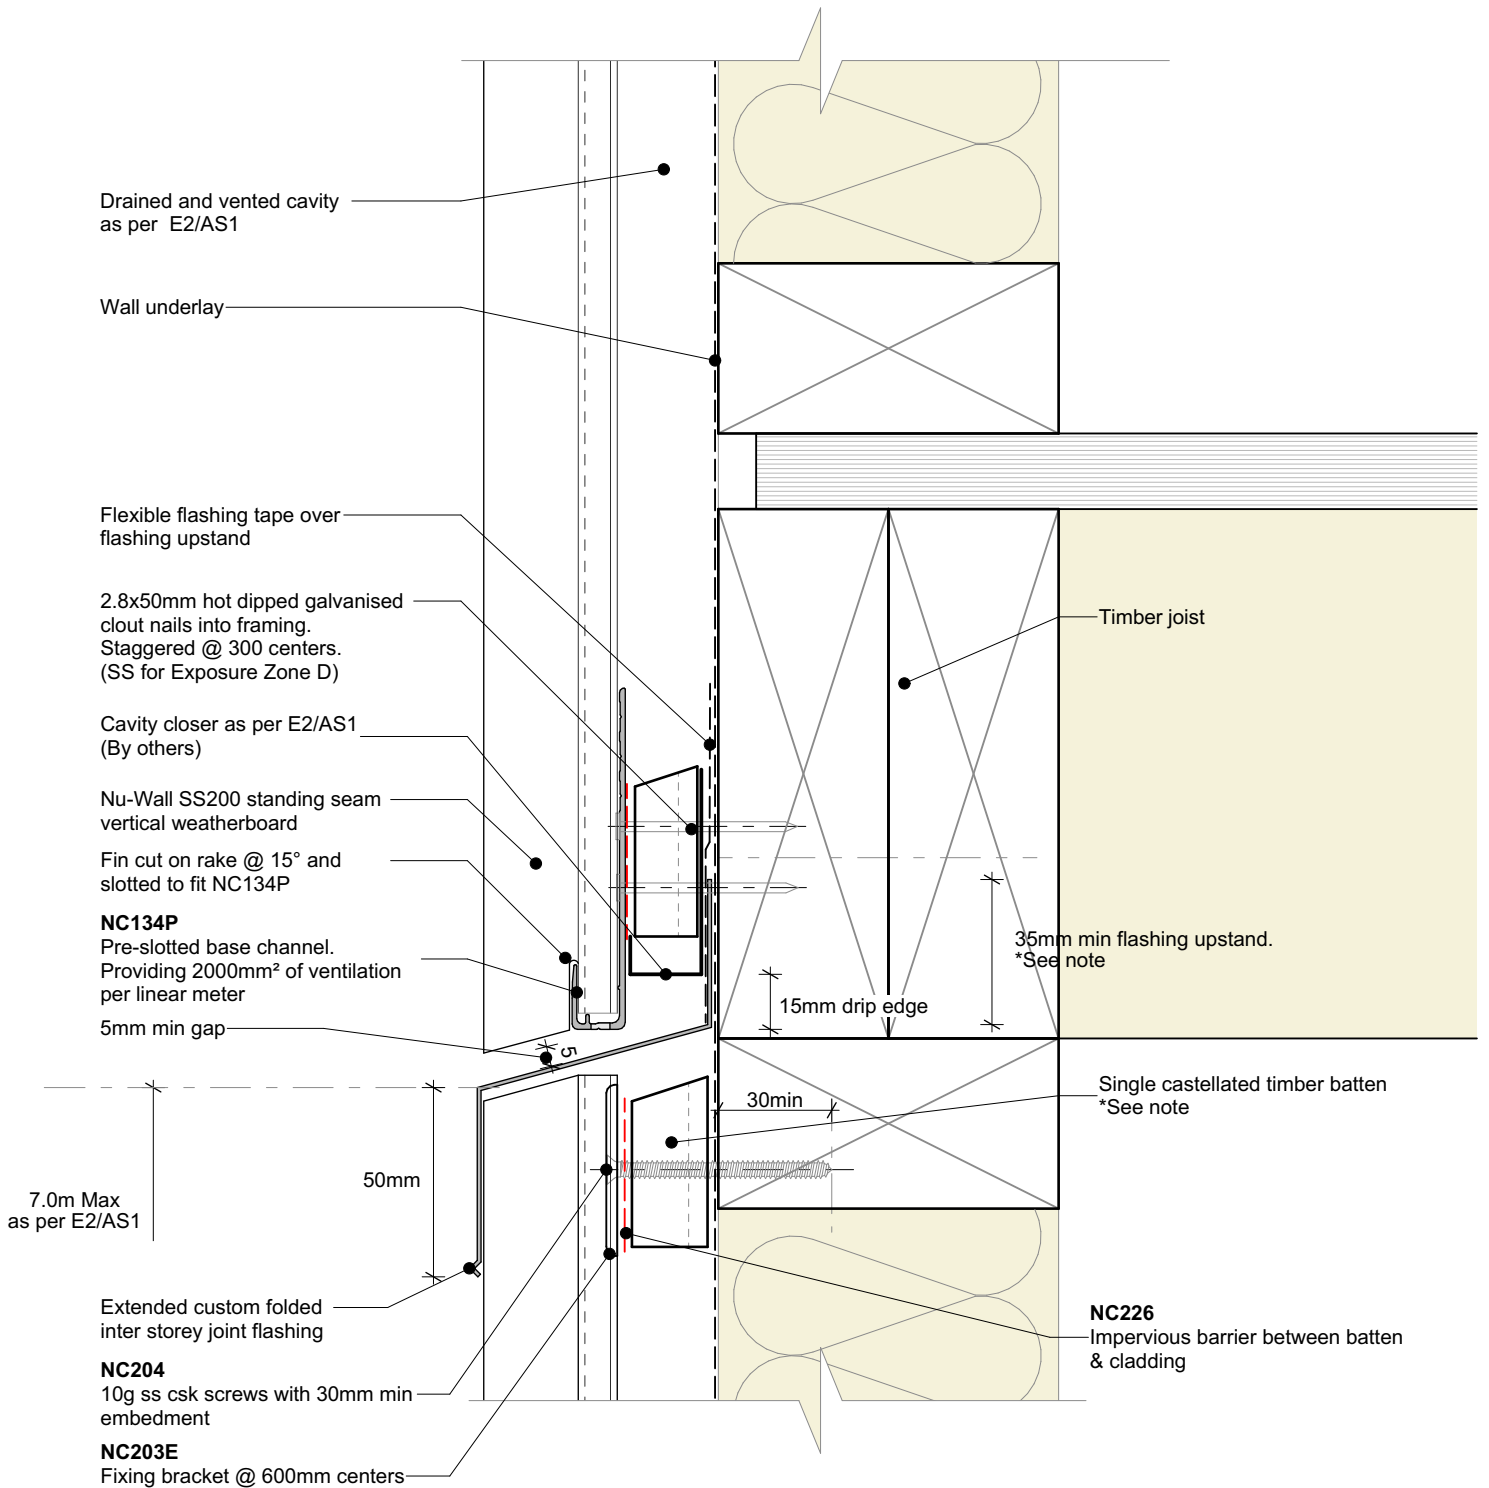 Drained and vented cavity
as per E2/AS1
Wall underlay
Flexible flashing tape over
flashing upstand
2.8x50mm hot dipped galvanised
clout nails into framing.
Staggered @ 300 centers.
(SS for Exposure Zone D)
Timber joist
Cavity closer as per E2/AS1
(By others)
Nu-Wall SS200 standing seam
vertical weatherboard
Fin cut on rake @ 15° and
slotted to fit NC134P
NC134P
Pre-slotted base channel.
Providing 2000mm² of ventilation
per linear meter
35mm min flashing upstand.
*See note
15mm drip edge
5mm min gap
5
Single castellated timber batten
*See note
30min
50mm
7.0m Max
as per E2/AS1
Extended custom folded
inter storey joint flashing
NC226
Impervious barrier between batten
& cladding
NC204
10g ss csk screws with 30mm min
embedment
NC203E
Fixing bracket @ 600mm centers